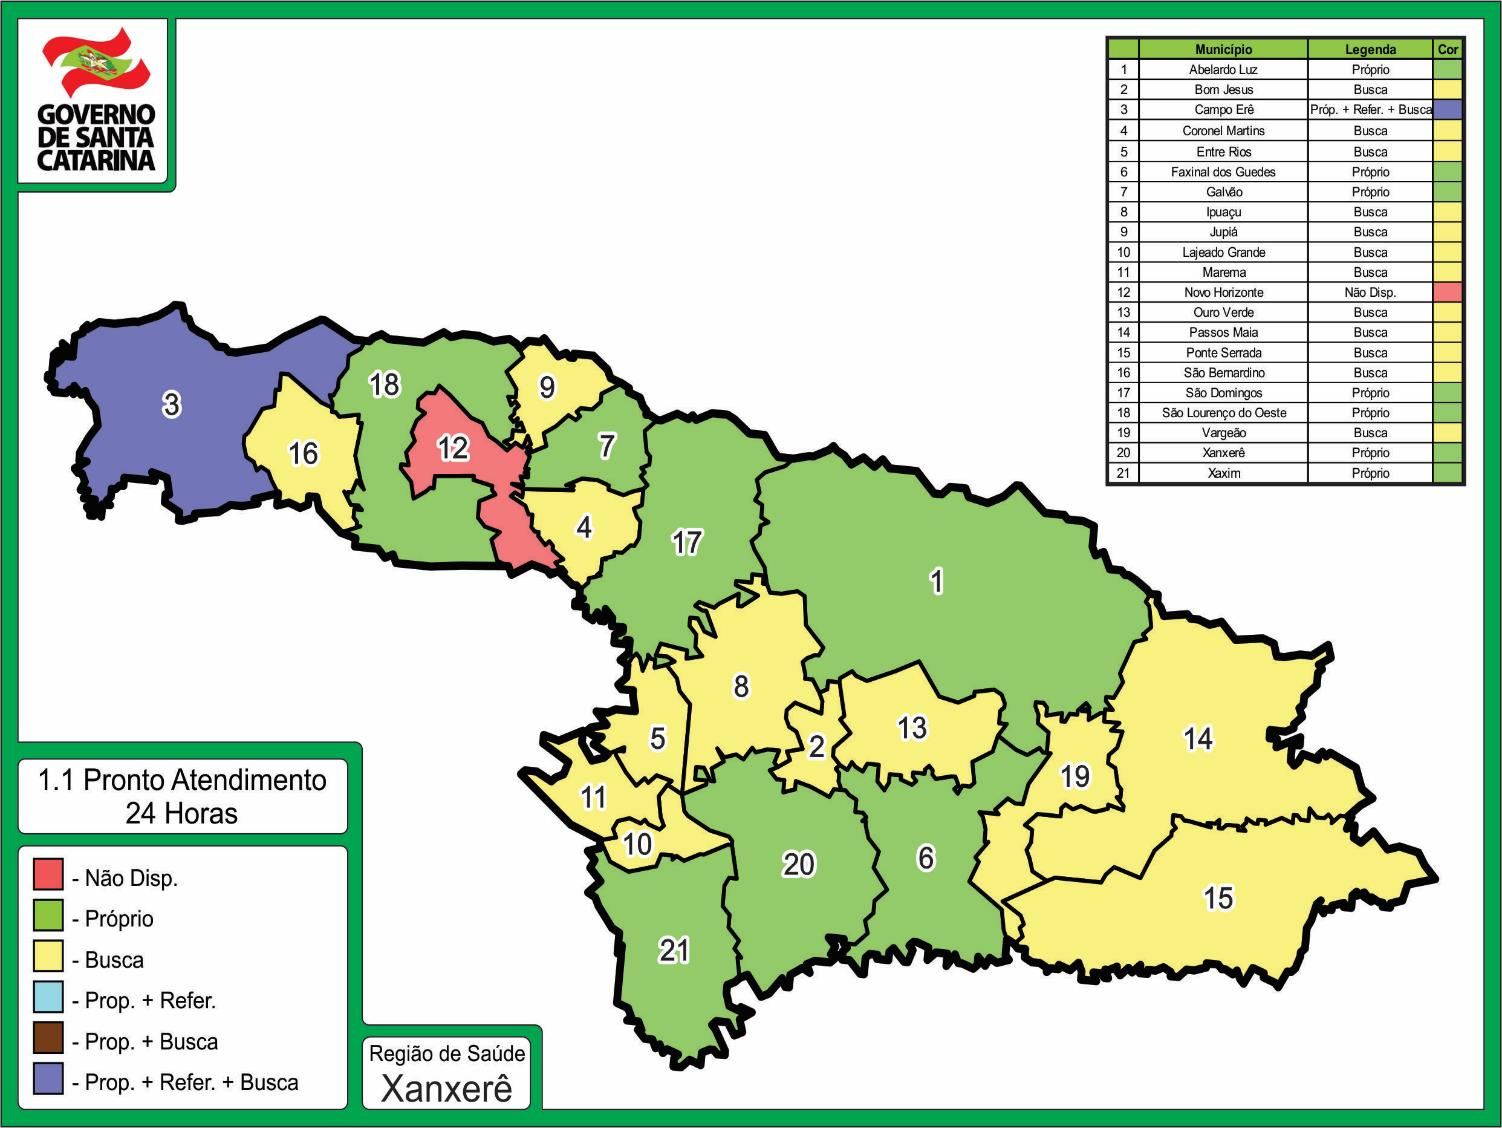 GOVERNO
DE SANTA
CATARINA
Município Legenda Cor
1 Abelardo Luz Próprio
2 Bom Jesus Busca
3 Campo Erê Próp. + Refer. + Busca
4 Coronel Martins Busca
5 Entre Rios Busca
6 Faxinal dos Guedes Próprio
7 Galvão Próprio
8 Ipuaçu Busca
9 Jupiá Busca
10 Lajeado Grande Busca
11 Marema Busca
12 Novo Horizonte Não Disp.
13 Ouro Verde Busca
14 Passos Maia Busca
15 Ponte Serrada Busca
16 São Bernardino Busca
17 São Domingos Próprio
18 São Lourenço do Oeste Próprio
19 Vargeão Busca
20 Xanxerê Próprio
21 Xaxim Próprio
3
18
9
16
12
7
4
17
1
8
5
2
13
14
19
11
10
20
6
15
21
1.1 Pronto Atendimento
24 Horas
- Não Disp.
- Próprio
- Busca
- Prop. + Refer.
- Prop. + Busca
- Prop. + Refer. + Busca
Região de Saúde
Xanxerê